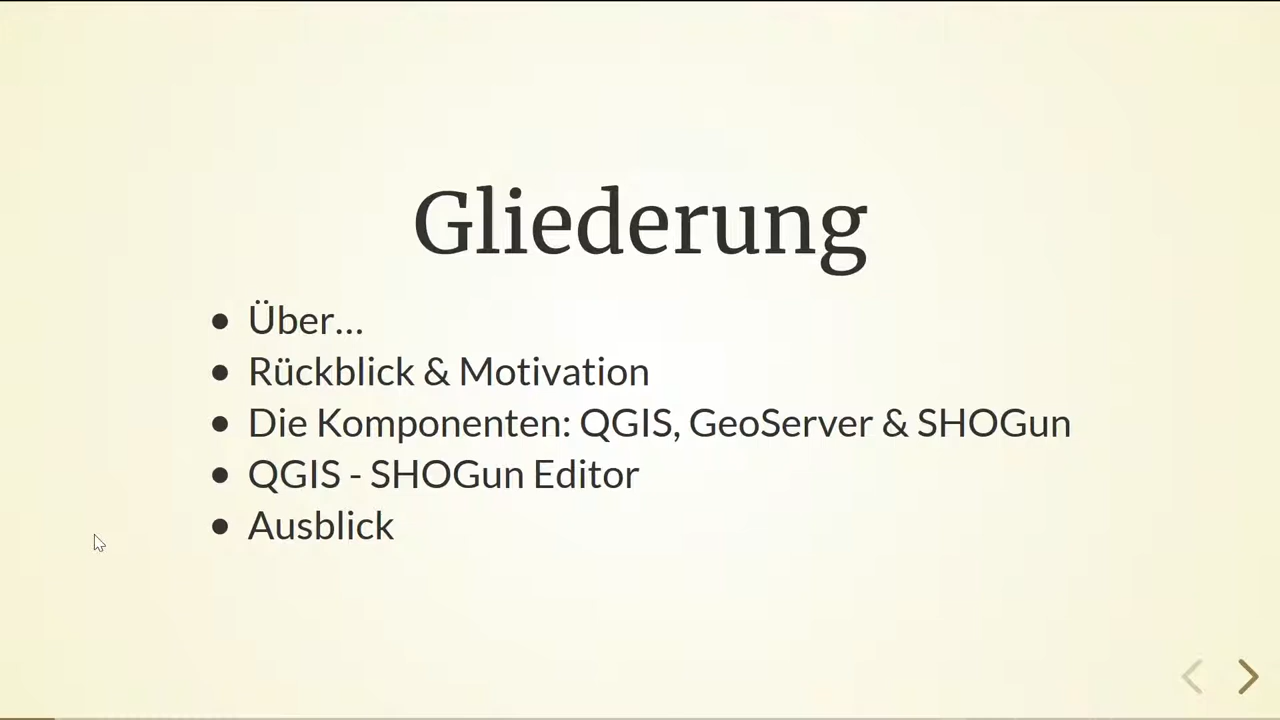 Gliederung
Über...
Rückblick & Motivation
Die Komponenten: QGIS, GeoServer & SHOGun
QGIS - SHOGun Editor
Ausblick